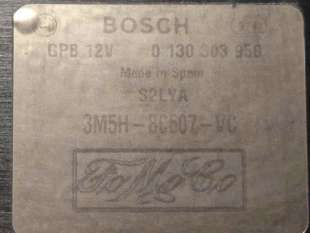 BOSCH
GPB 12V 0 130 303 958
Made in Spain
S2LYA
3M5H-8C607-VC
FoMoCo